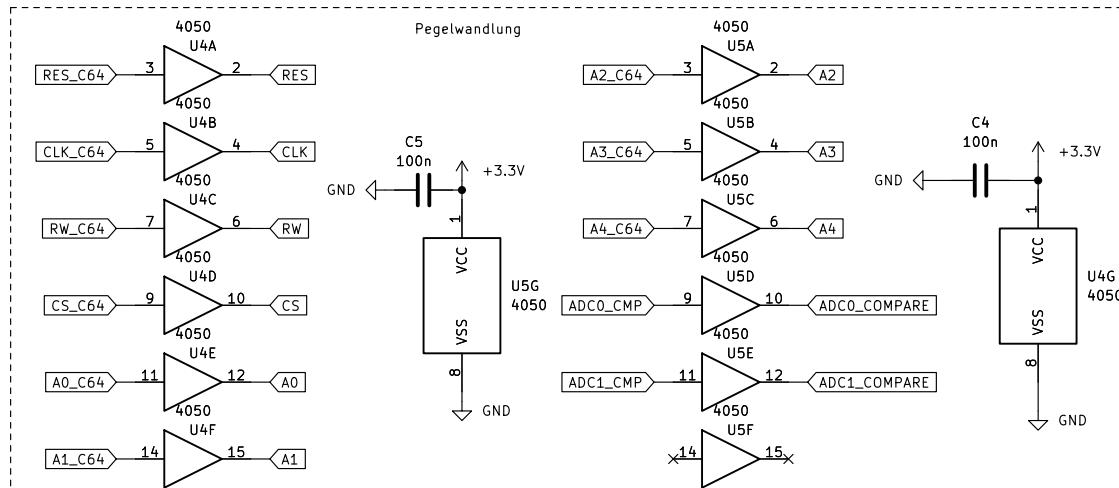 Pegelwandlung
4050
U4A
RES_C64 3 2 RES
4050
U4B
CLK_C64 5 4 CLK
4050
U4C
RW_C64 7 6 RW
4050
U4D
CS_C64 9 10 CS
4050
U4E
A0_C64 11 12 A0
4050
U4F
A1_C64 14 15 A1
C5
100n
+3.3V
GND
1
VCC
U5G
4050
VSS
8
GND
4050
U5A
A2_C64 3 2 A2
4050
U5B
A3_C64 5 4 A3
4050
U5C
A4_C64 7 6 A4
4050
U5D
ADC0_CMP 9 10 ADC0_COMPARE
4050
U5E
ADC1_CMP 11 12 ADC1_COMPARE
4050
U5F
14 15
C4
100n
+3.3V
GND
1
VCC
U4G
4050
VSS
8
GND